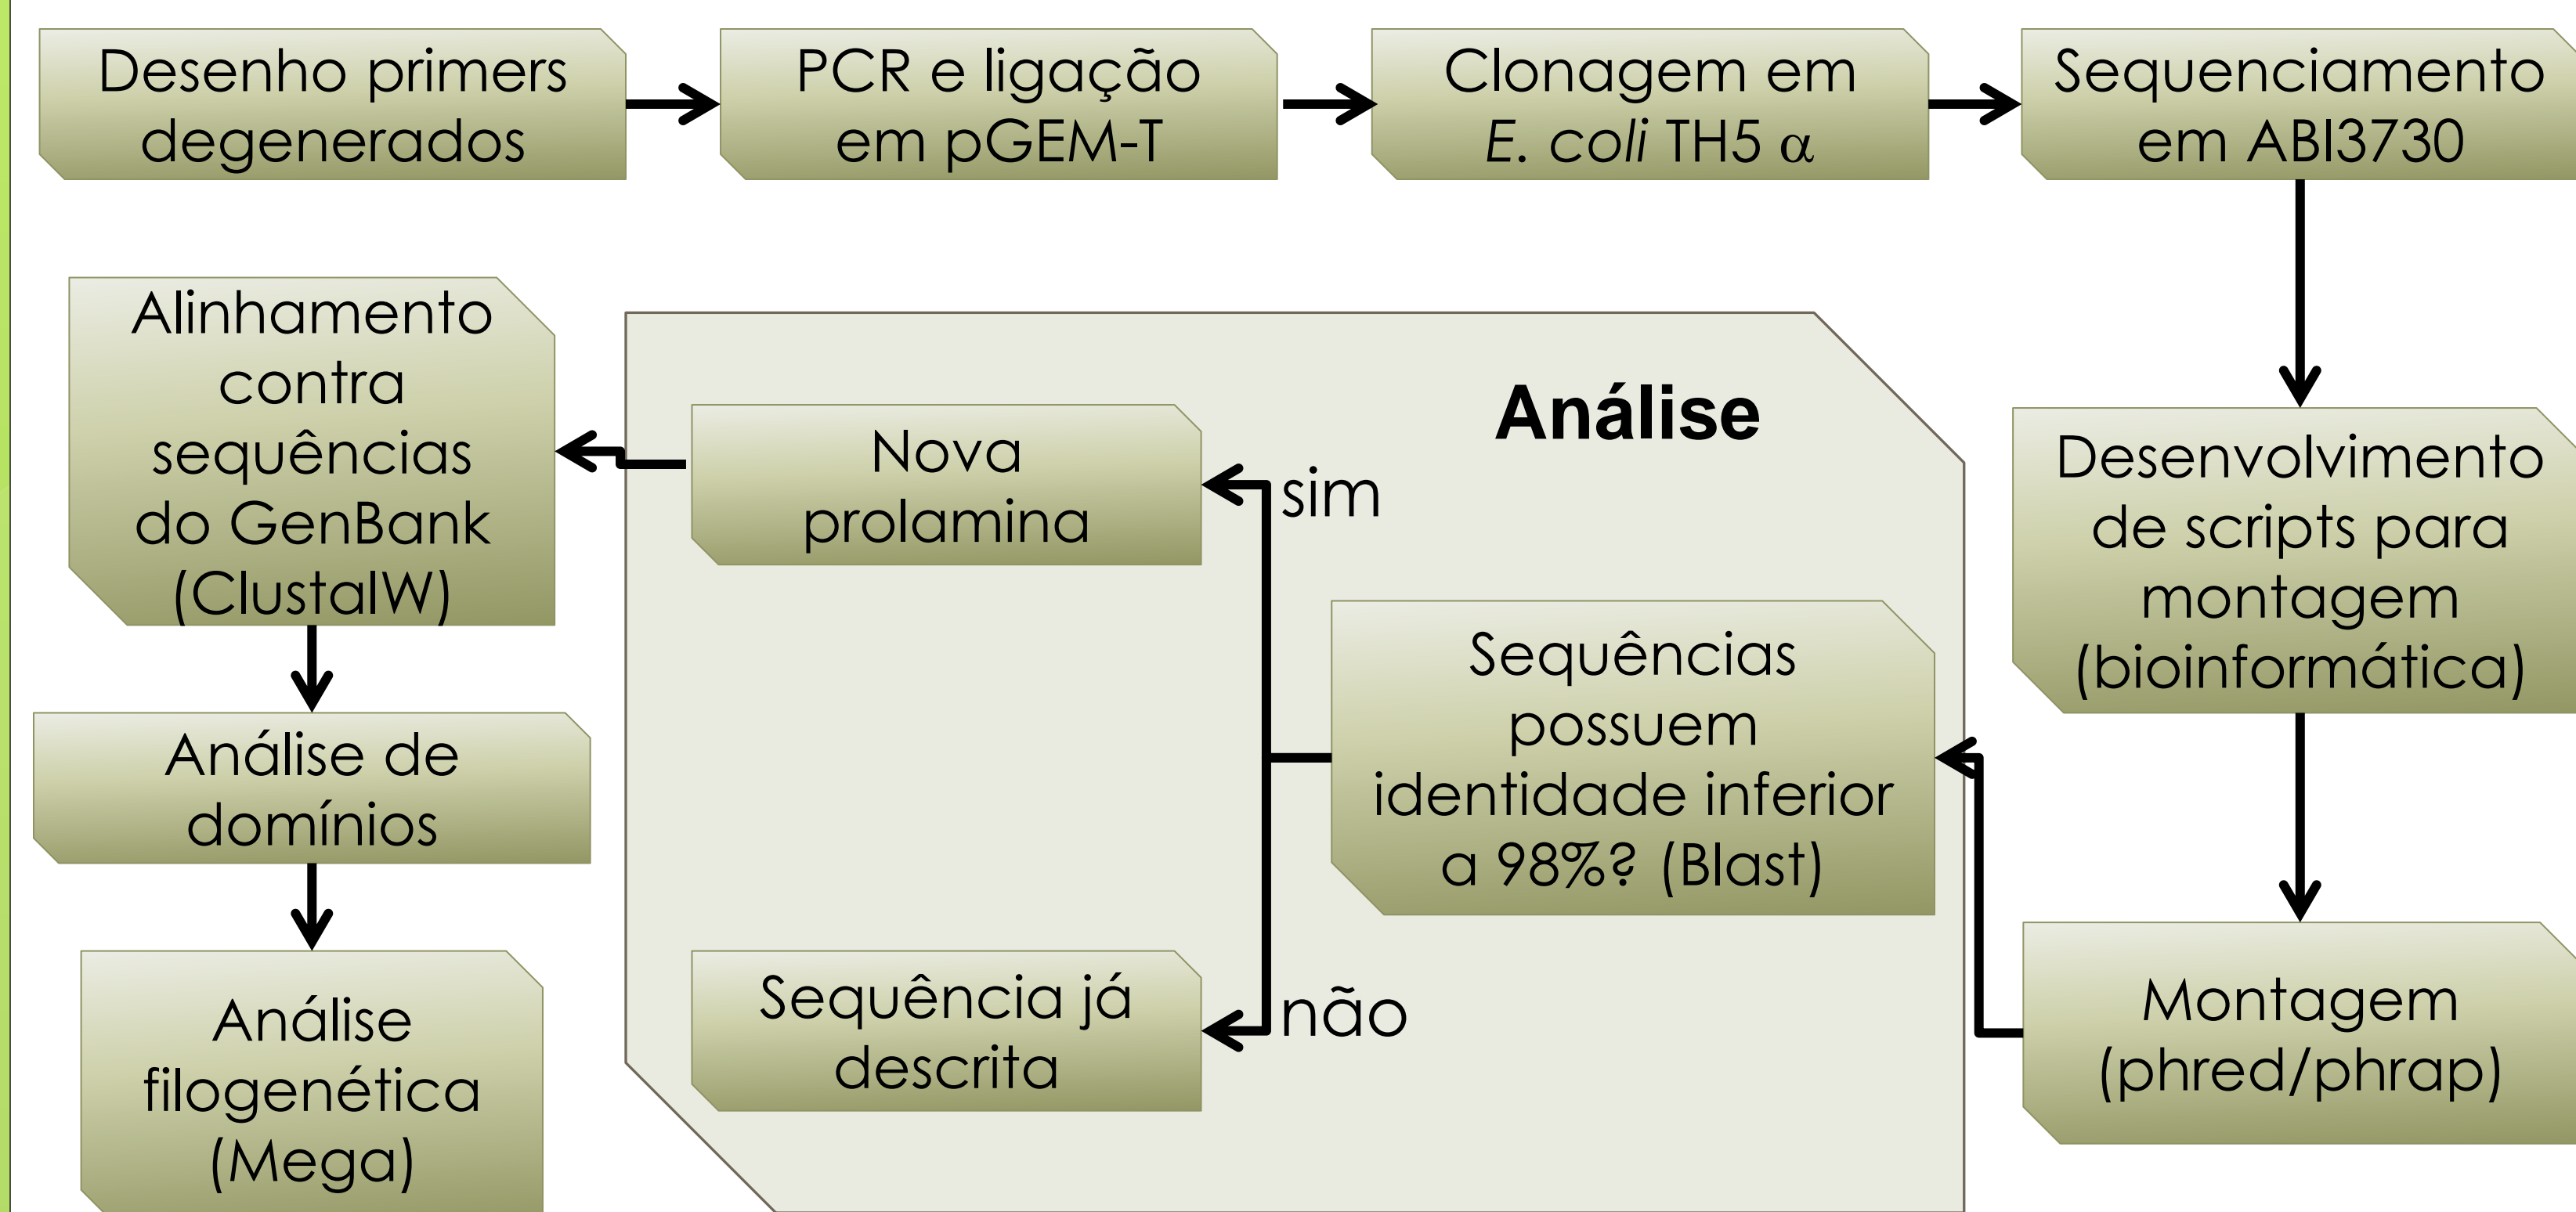 Desenho primers
degenerados
PCR e ligação
em pGEM-T
Clonagem em
E. coli TH5 α
Sequenciamento
em ABI3730
Desenvolvimento
de scripts para
montagem
(bioinformática)
Montagem
(phred/phrap)
Análise
Sequências
possuem
identidade inferior
a 98%? (Blast)
sim
Nova
prolamina
não
Sequência já
descrita
Alinhamento
contra
sequências
do GenBank
(ClustalW)
Análise de
domínios
Análise
filogenética
(Mega)